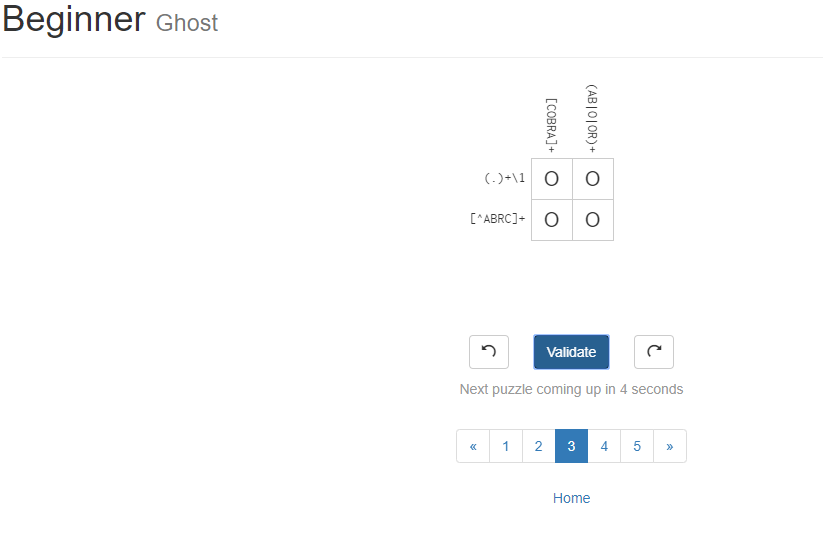 Beginner Ghost
[COBRA]+
(AB|O|OR)+
(.)+\1 O O
[^ABRC]+ O O
Validate
Next puzzle coming up in 4 seconds
« 1 2 3 4 5 »
Home